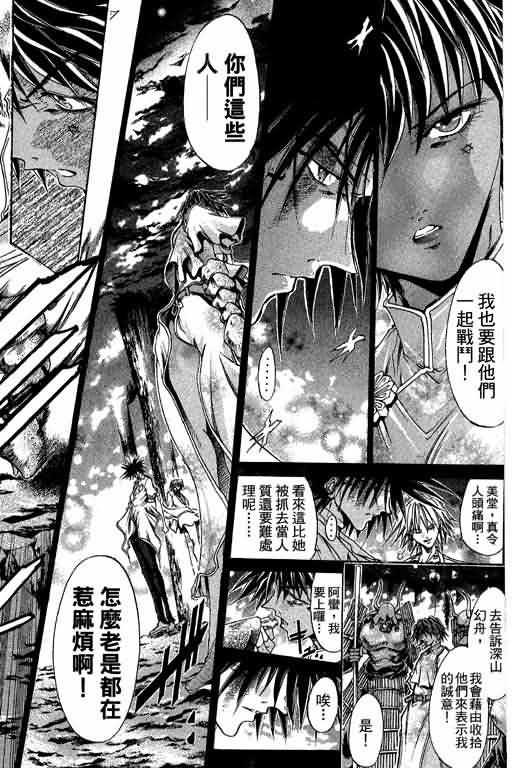 我也要跟他們
一起戰鬥！
……
你們這些
人——
美堂，真令
人頭痛啊…
看來這比她
被抓去當人
質還要難處
理呢……
去告訴深山
幻舟，
我會藉由收拾
他們來表示我
的誠意！
是！
阿蠻，我
要上囉…
唉…
怎麼老是都在
惹麻煩啊！